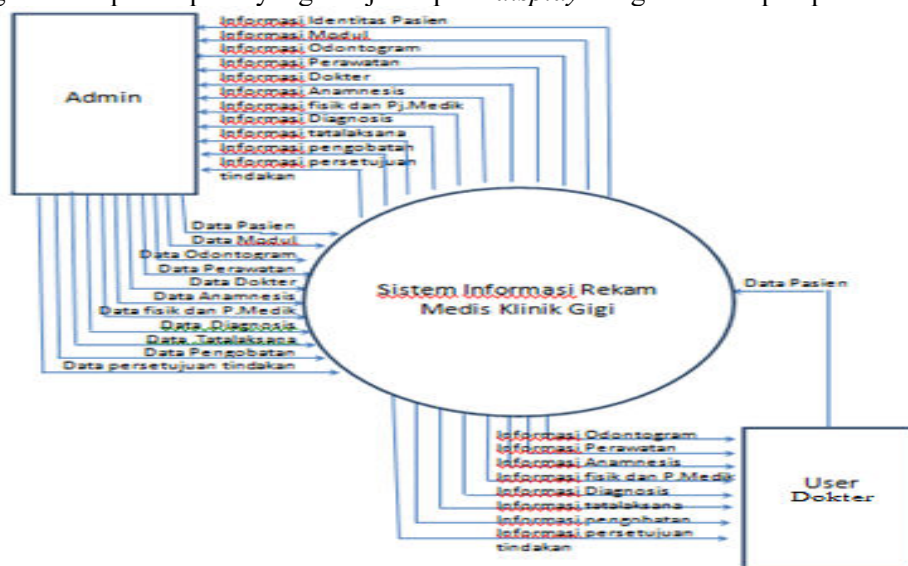 display
Informasi Identitas Pasien
Informasi Modul
Informasi Odontogram
Informasi Perawatan
Informasi Dokter
Informasi Anamnesis
Informasi fisik dan Pj.Medik
Informasi Diagnosis
Informasi tatalaksana
Informasi pengobatan
Informasi persetujuan
tindakan
Admin
Data Pasien
Data Modul
Data Odontogram
Data Perawatan
Data Dokter
Data Anamnesis
Data fisik dan P.Medik
Data Diagnosis
Data Tatalaksana
Data Pengobatan
Data persetujuan tindakan
Sistem Informasi Rekam
Medis Klinik Gigi
Data Pasien
Informasi Odontogram
Informasi Perawatan
Informasi Anamnesis
Informasi fisik dan P.Medik
Informasi Diagnosis
Informasi tatalaksana
Informasi pengobatan
Informasi persetujuan
tindakan
User
Dokter